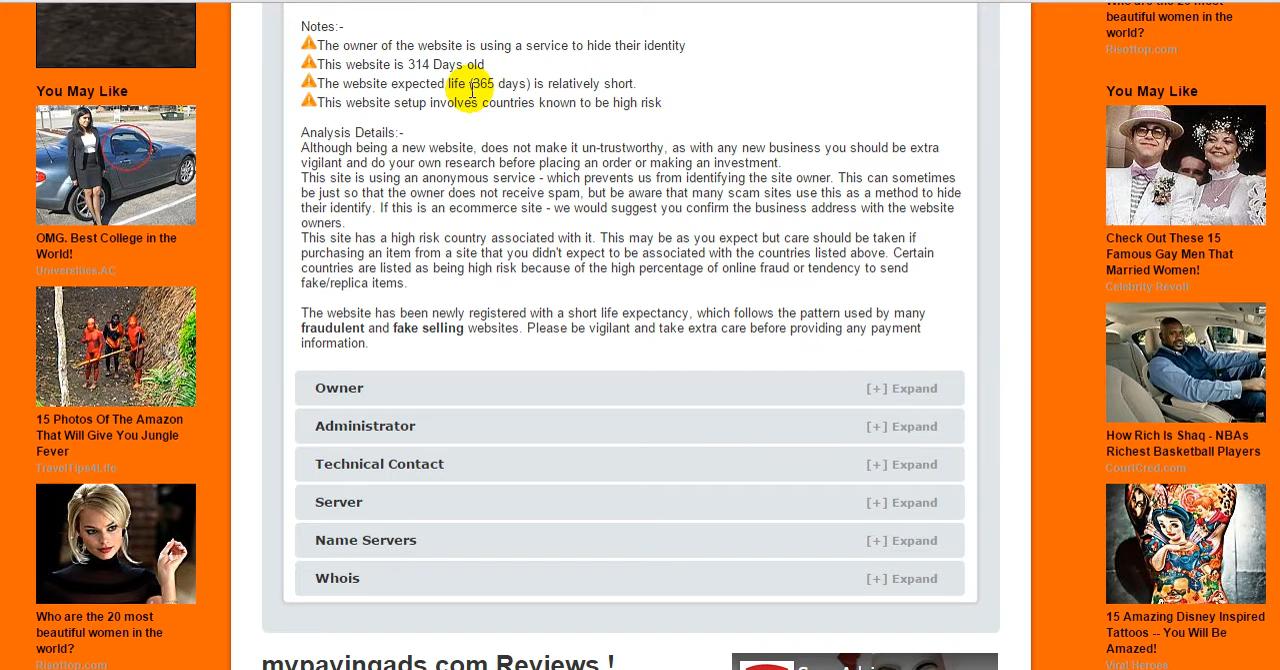 You May Like
OMG. Best College in the
World!
Universities.AC
15 Photos Of The Amazon
That Will Give You Jungle
Fever
TravelTips4Life
Who are the 20 most
beautiful women in the
world?
Risottop.com
Notes:-
The owner of the website is using a service to hide their identity
This website is 314 Days old
The website expected life (365 days) is relatively short.
This website setup involves countries known to be high risk
Analysis Details:-
Although being a new website, does not make it un-trustworthy, as with any new business you should be extra
vigilant and do your own research before placing an order or making an investment.
This site is using an anonymous service - which prevents us from identifying the site owner. This can sometimes
be just so that the owner does not receive spam, but be aware that many scam sites use this as a method to hide
their identify. If this is an ecommerce site - we would suggest you confirm the business address with the website
owners.
This site has a high risk country associated with it. This may be as you expect but care should be taken if
purchasing an item from a site that you didn't expect to be associated with the countries listed above. Certain
countries are listed as being high risk because of the high percentage of online fraud or tendency to send
fake/replica items.
The website has been newly registered with a short life expectancy, which follows the pattern used by many
fraudulent and fake selling websites. Please be vigilant and take extra care before providing any payment
information.
Owner [+] Expand
Administrator [+] Expand
Technical Contact [+] Expand
Server [+] Expand
Name Servers [+] Expand
Whois [+] Expand
mypayingads.com Reviews !
beautiful women in the
world?
Risottop.com
You May Like
Check Out These 15
Famous Gay Men That
Married Women!
Celebrity Revolt
How Rich Is Shaq - NBAs
Richest Basketball Players
CourtCred.com
15 Amazing Disney Inspired
Tattoos -- You Will Be
Amazed!
Viral Heroes